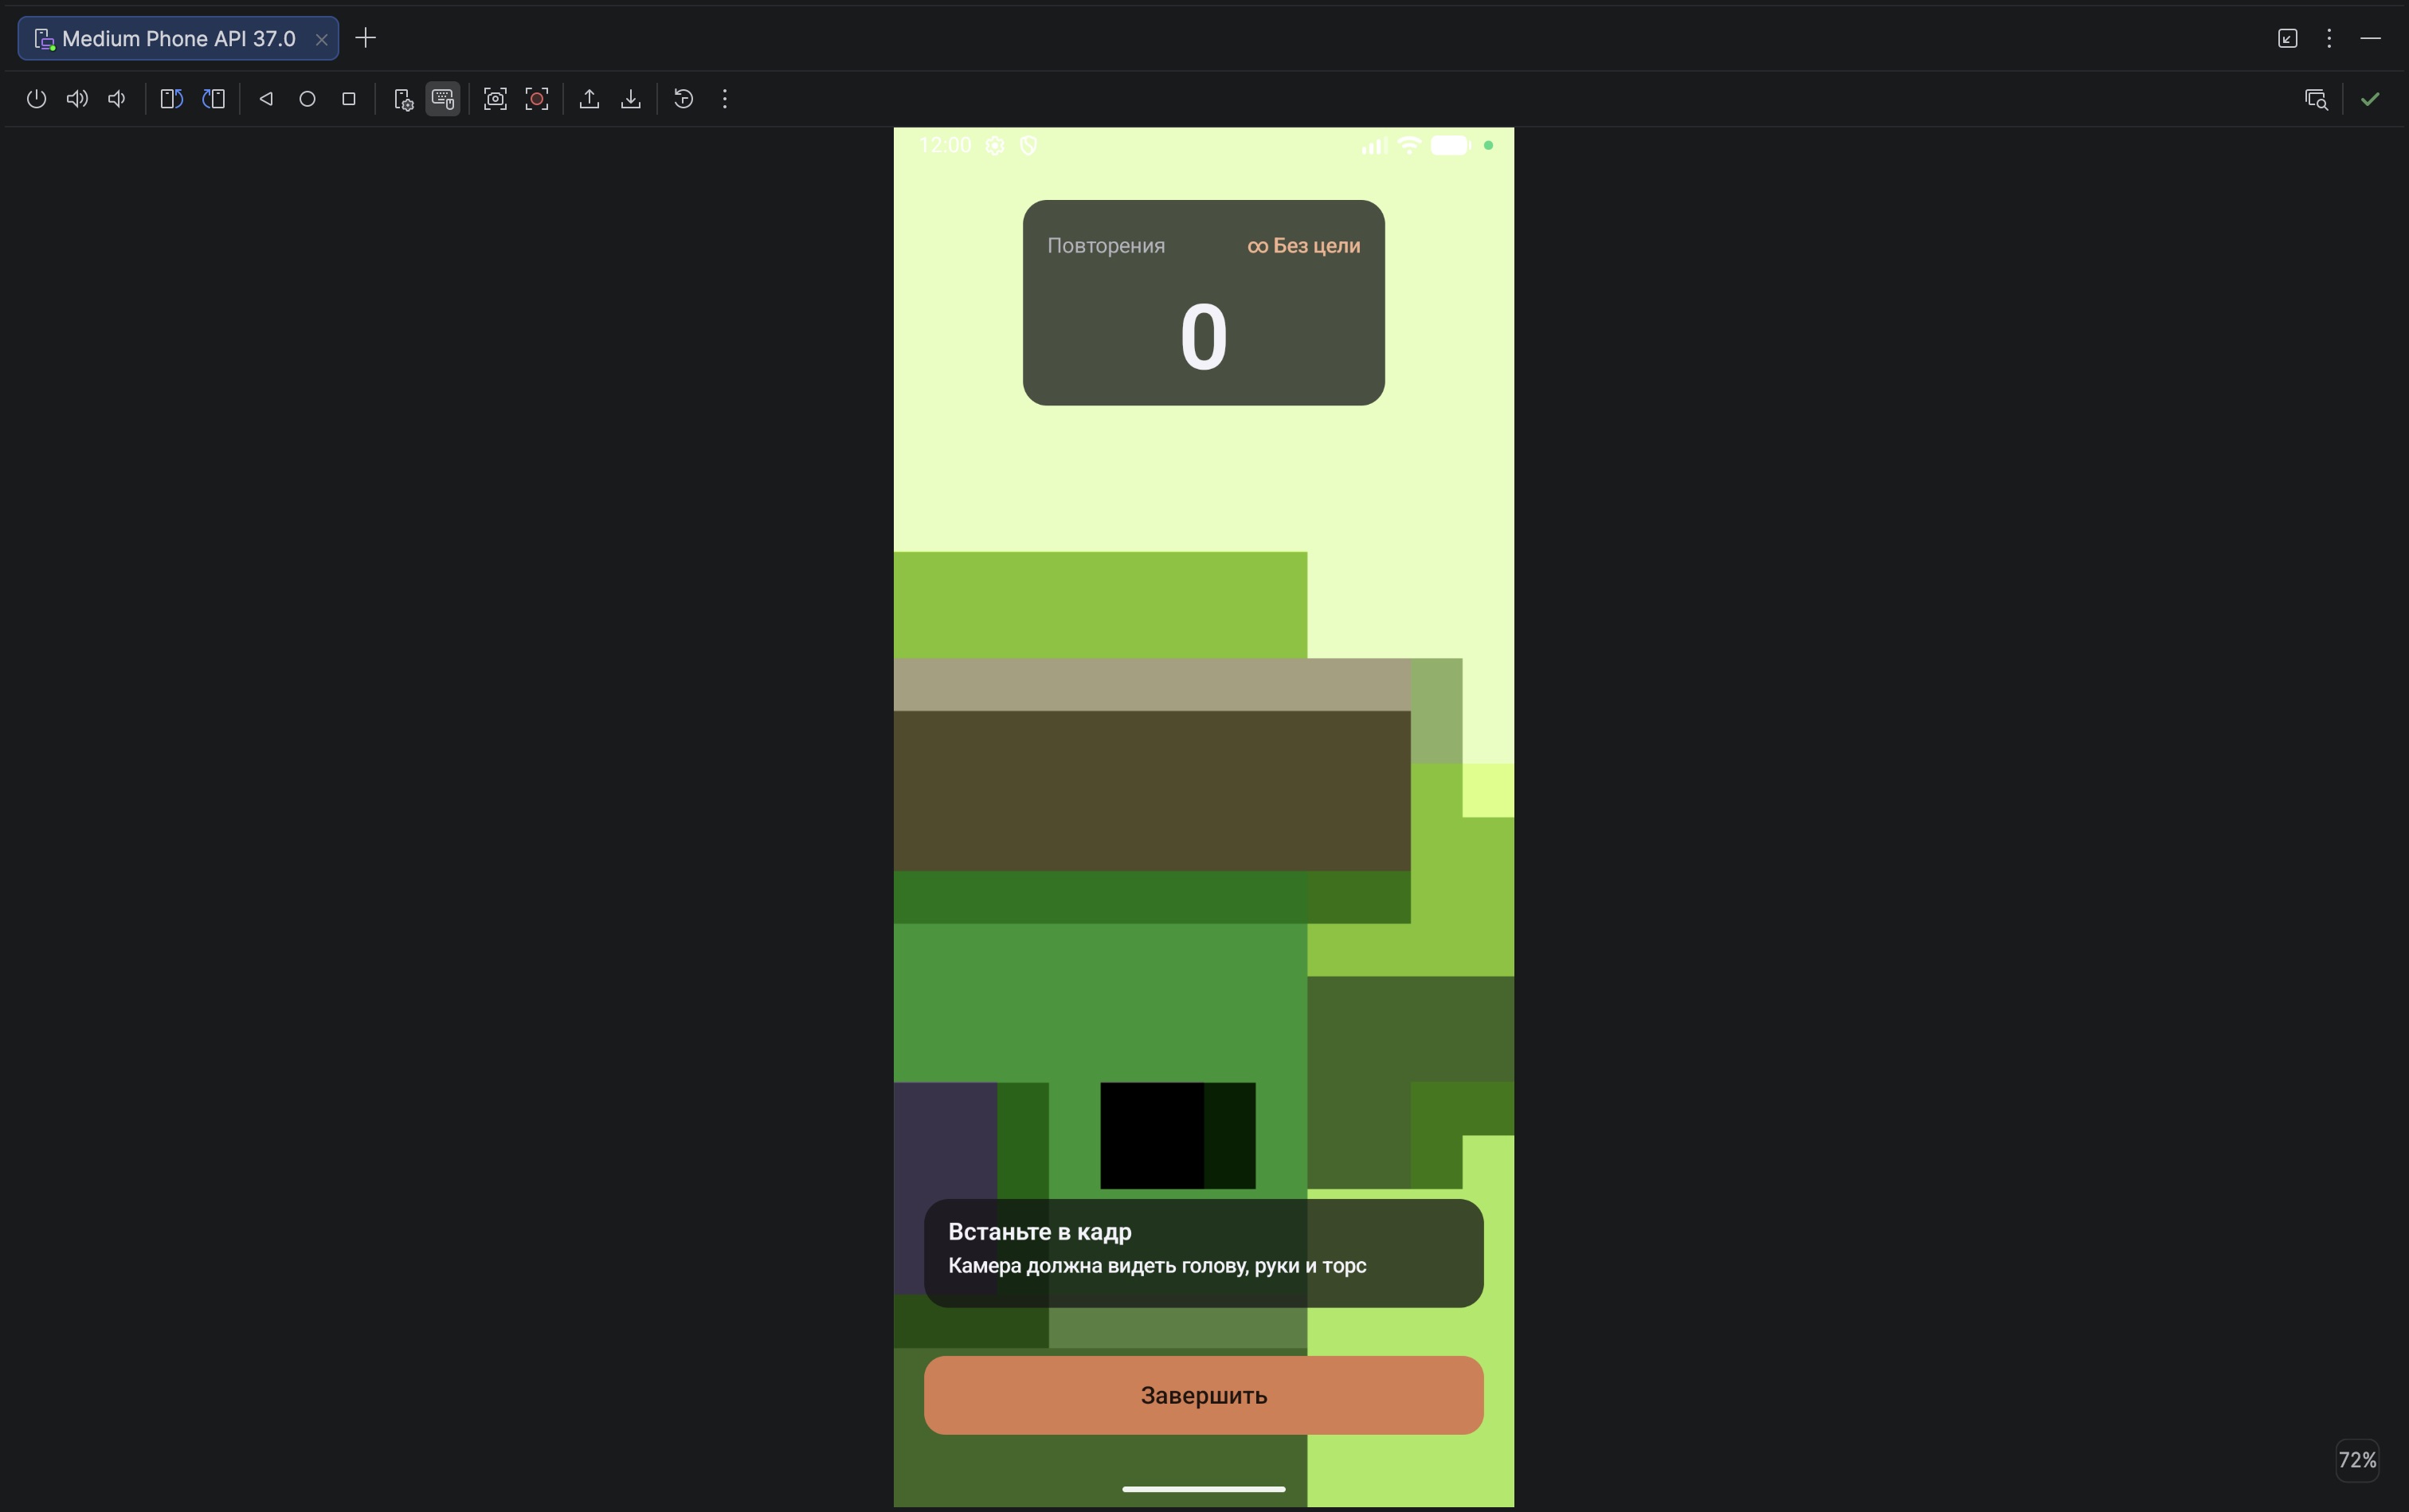 Medium Phone API 37.0
12:00
Повторения
∞ Без цели
0
Встаньте в кадр
Камера должна видеть голову, руки и торс
Завершить
72%